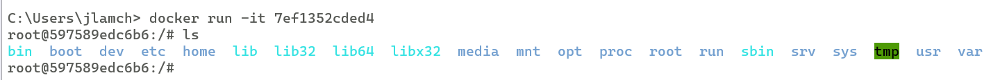 C:\Users\jlamch> docker run -it 7ef1352cded4
root@597589edc6b6:/# ls
bin  boot  dev  etc  home  lib  lib32  lib64  libx32  media  mnt  opt  proc  root  run  sbin  srv  sys  tmp  usr  var
root@597589edc6b6:/#